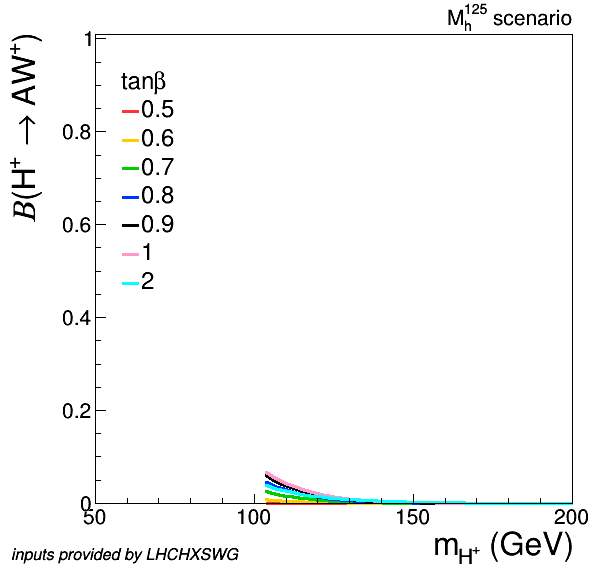 M_h^125 scenario
B(H⁺ → AW⁺)
1
0.8
0.6
0.4
0.2
0
tanβ
0.5
0.6
0.7
0.8
0.9
1
2
50 100 150 200
m_H⁺ (GeV)
inputs provided by LHCHXSWG